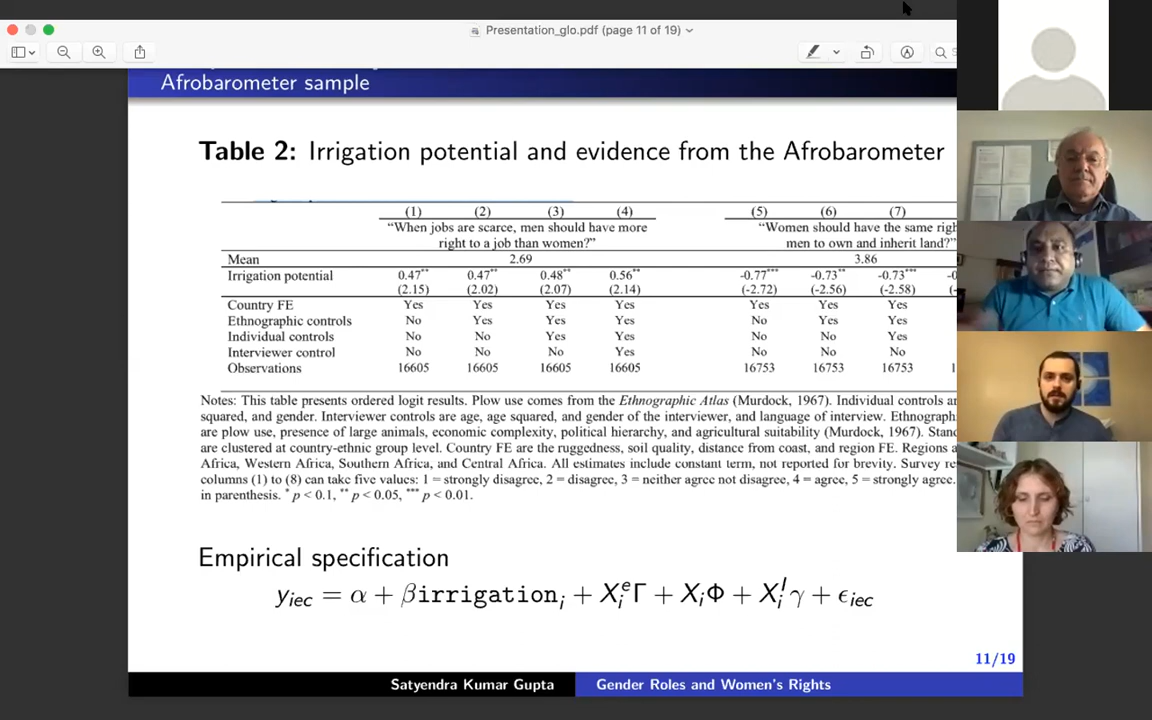 Presentation_glo.pdf (page 11 of 19)
Afrobarometer sample
Table 2: Irrigation potential and evidence from the Afrobarometer
(1) (2) (3) (4) (5) (6) (7)
"When jobs are scarce, men should have more "Women should have the same
right to a job than women?" men to own and inherit land?"
Mean 2.69 3.86
Irrigation potential 0.47** 0.47** 0.48** 0.56** -0.77*** -0.73** -0.73***
(2.15) (2.02) (2.07) (2.14) (-2.72) (-2.56) (-2.58)
Country FE Yes Yes Yes Yes Yes Yes Yes
Ethnographic controls No Yes Yes Yes No Yes Yes
Individual controls No No Yes Yes No No Yes
Interviewer control No No No Yes No No No
Observations 16605 16605 16605 16605 16753 16753 16753
Notes: This table presents ordered logit results. Plow use comes from the Ethnographic Atlas (Murdock, 1967). Individual controls
squared, and gender. Interviewer controls are age, age squared, and gender of the interviewer, and language of interview.
are plow use, presence of large animals, economic complexity, political hierarchy, and agricultural suitability (Murdock, 1967).
are clustered at country-ethnic group level. Country FE are the ruggedness, soil quality, distance from coast, and region FE. Regions
Africa, Western Africa, Southern Africa, and Central Africa. All estimates include constant term, not reported for brevity. Survey
columns (1) to (8) can take five values: 1 = strongly disagree, 2 = disagree, 3 = neither agree not disagree, 4 = agree, 5 = strongly agree.
in parenthesis. * p < 0.1, ** p < 0.05, *** p < 0.01.
Empirical specification
y_iec = α + βirrigation_i + X_i^e Γ + X_i Φ + X_i^I γ + ϵ_iec
11/19
Satyendra Kumar Gupta Gender Roles and Women's Rights